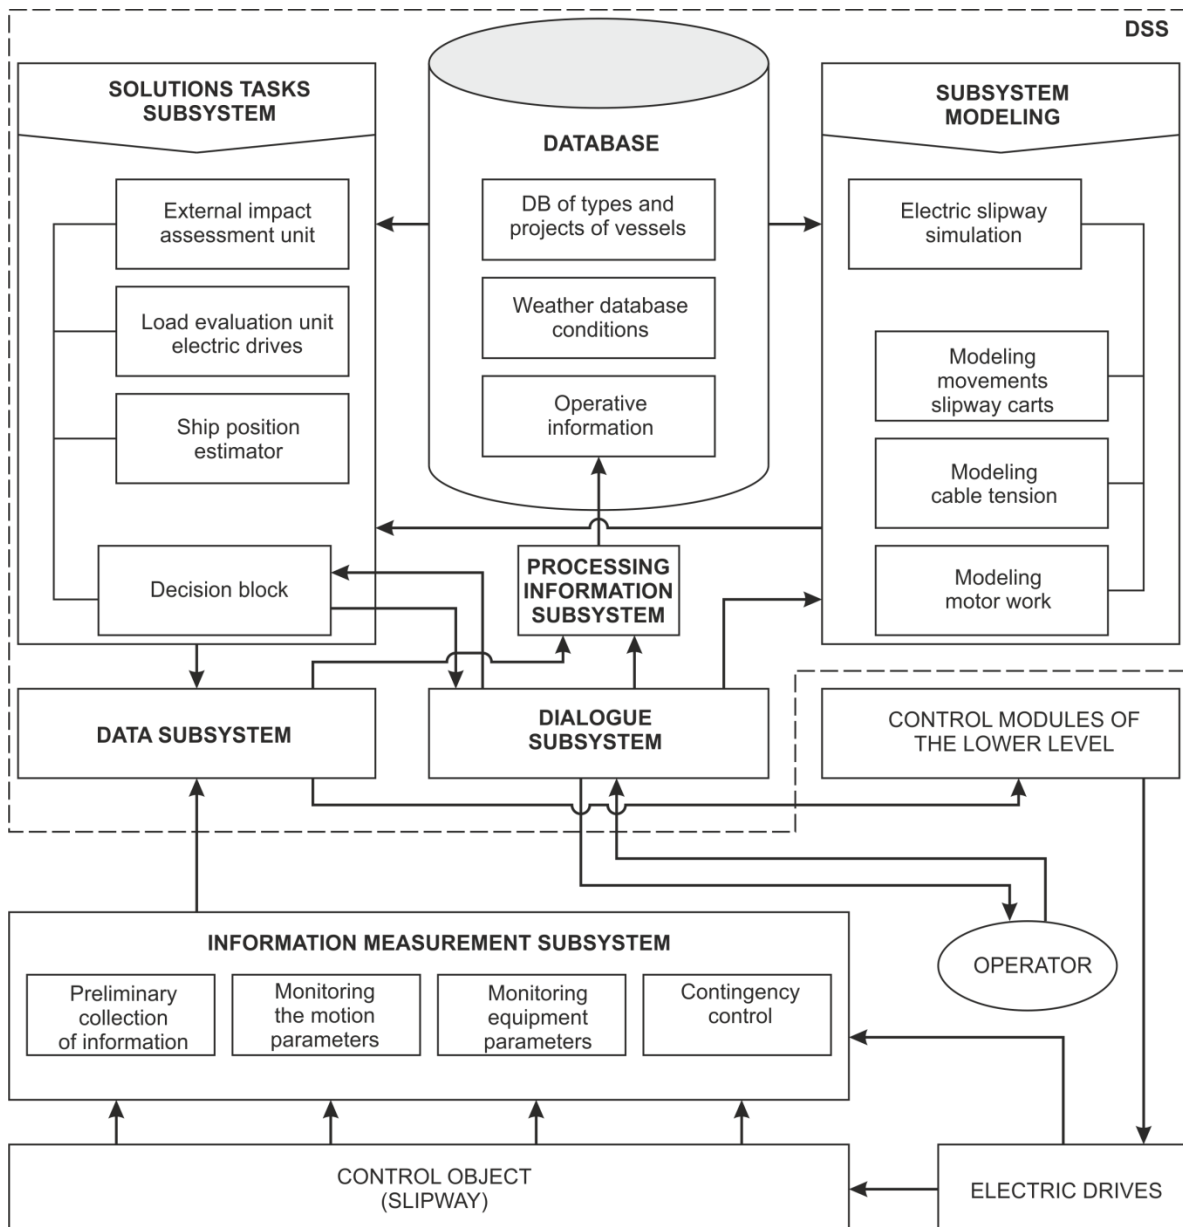 DSS
SOLUTIONS TASKS
SUBSYSTEM
External impact
assessment unit
Load evaluation unit
electric drives
Ship position
estimator
Decision block
DATABASE
DB of types and
projects of vessels
Weather database
conditions
Operative
information
SUBSYSTEM
MODELING
Electric slipway
simulation
Modeling
movements
slipway carts
Modeling
cable tension
Modeling
motor work
PROCESSING
INFORMATION
SUBSYSTEM
DATA SUBSYSTEM
DIALOGUE
SUBSYSTEM
CONTROL MODULES OF
THE LOWER LEVEL
INFORMATION MEASUREMENT SUBSYSTEM
Preliminary
collection
of information
Monitoring
the motion
parameters
Monitoring
equipment
parameters
Contingency
control
OPERATOR
CONTROL OBJECT
(SLIPWAY)
ELECTRIC DRIVES